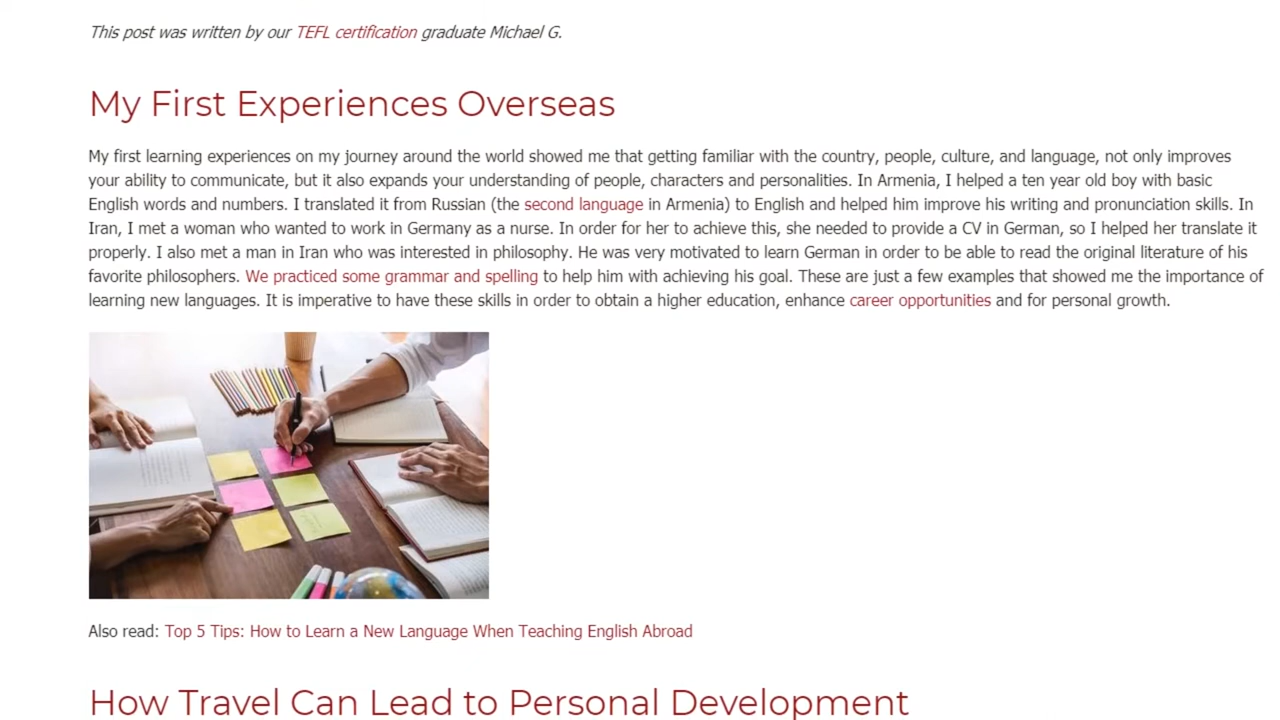 This post was written by our TEFL certification graduate Michael G.
My First Experiences Overseas
My first learning experiences on my journey around the world showed me that getting familiar with the country, people, culture, and language, not only improves
your ability to communicate, but it also expands your understanding of people, characters and personalities. In Armenia, I helped a ten year old boy with basic
English words and numbers. I translated it from Russian (the second language in Armenia) to English and helped him improve his writing and pronunciation skills. In
Iran, I met a woman who wanted to work in Germany as a nurse. In order for her to achieve this, she needed to provide a CV in German, so I helped her translate it
properly. I also met a man in Iran who was interested in philosophy. He was very motivated to learn German in order to be able to read the original literature of his
favorite philosophers. We practiced some grammar and spelling to help him with achieving his goal. These are just a few examples that showed me the importance of
learning new languages. It is imperative to have these skills in order to obtain a higher education, enhance career opportunities and for personal growth.
Also read: Top 5 Tips: How to Learn a New Language When Teaching English Abroad
How Travel Can Lead to Personal Development